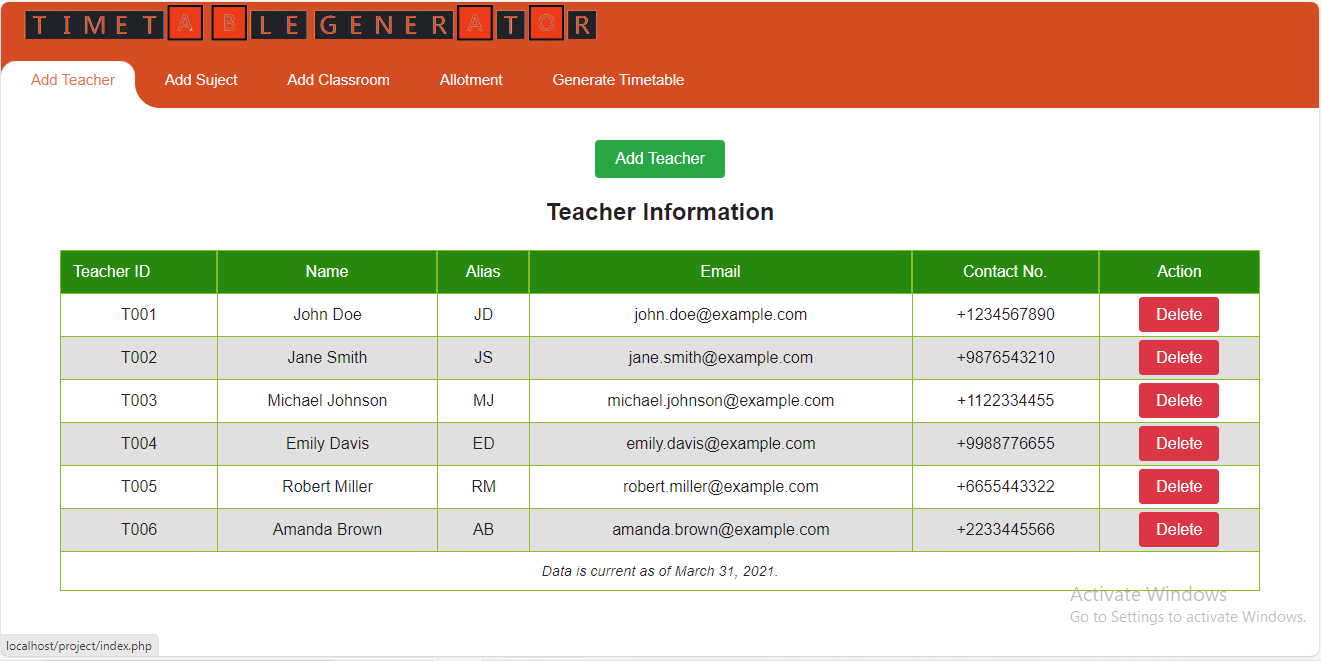 TIMETABLEGENERATOR
Add Teacher Add Suject Add Classroom Allotment Generate Timetable
Add Teacher
Teacher Information
Teacher ID Name Alias Email Contact No. Action
T001 John Doe JD john.doe@example.com +1234567890 Delete
T002 Jane Smith JS jane.smith@example.com +9876543210 Delete
T003 Michael Johnson MJ michael.johnson@example.com +1122334455 Delete
T004 Emily Davis ED emily.davis@example.com +9988776655 Delete
T005 Robert Miller RM robert.miller@example.com +6655443322 Delete
T006 Amanda Brown AB amanda.brown@example.com +2233445566 Delete
Data is current as of March 31, 2021.
Activate Windows
Go to Settings to activate Windows.
localhost/project/index.php